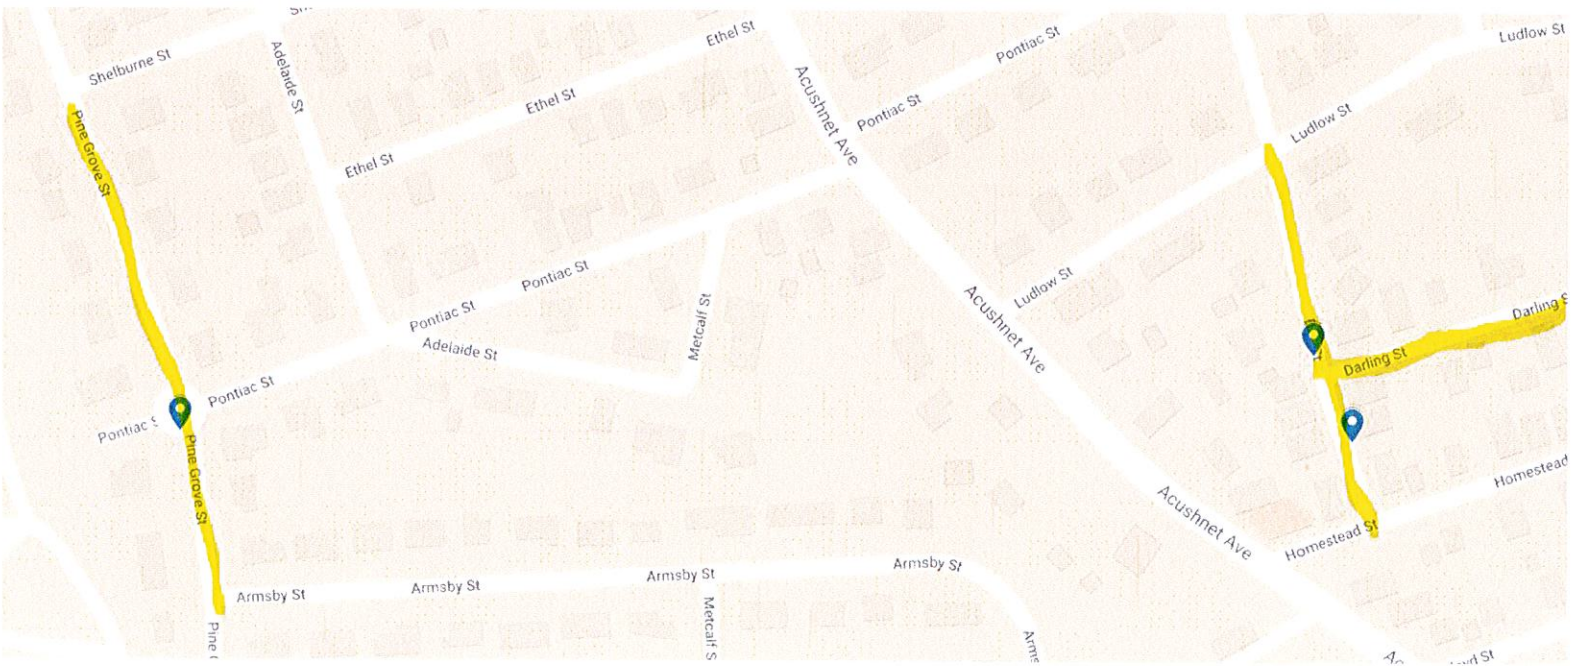 Shelburne St
Ludlow St
Ethel St
Pontiac St
Adelaide St
Acushnet Ave
Pontiac St
Ethel St
Ludlow St
Pine Grove St
Ethel St
Pontiac St
Ludlow St
Darling S
Pontiac St
Acushnet Ave
Metcalf St
Adelaide St
Darling St
Pontiac St
Pontiac S
Pine Grove St
Homestead
Acushnet Ave
Homestead St
Armsby St
Armsby St
Armsby St
Armsby St
Metcalf S
Pine
Arms